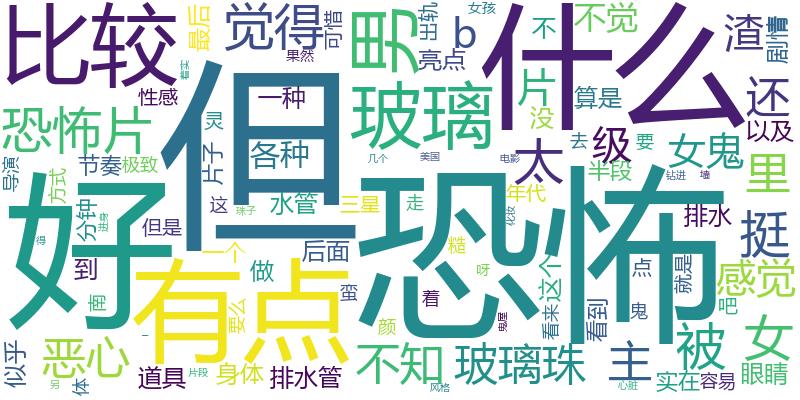 比较
但
什么
好
恐怖
有点
觉得
最后
可惜
果然
男
出轨
女孩
b
亮点
不
不觉
渣
剧情
片
算是
没
还
以及
恐怖片
性感
一种
玻璃
太
级
去
要
女鬼
里
导演
节奏
极致
片子
灵
各种
几个
美国
电影
半段
钻进
墙
方式
分钟
进身
但是
这
珠子
水管
三星
走
年代
化妆
排水
挺
得
南
到
一个
做
后面
蛮
着
糙
呀
鬼屋
看来
这个
看到
点
鬼
就是
吧
感觉
似乎
恶心
另
体
道具
片段
要么
身体
排水管
颜
不知
风格
玻璃珠
心脏
主
实在
被
容易
女
眼睛